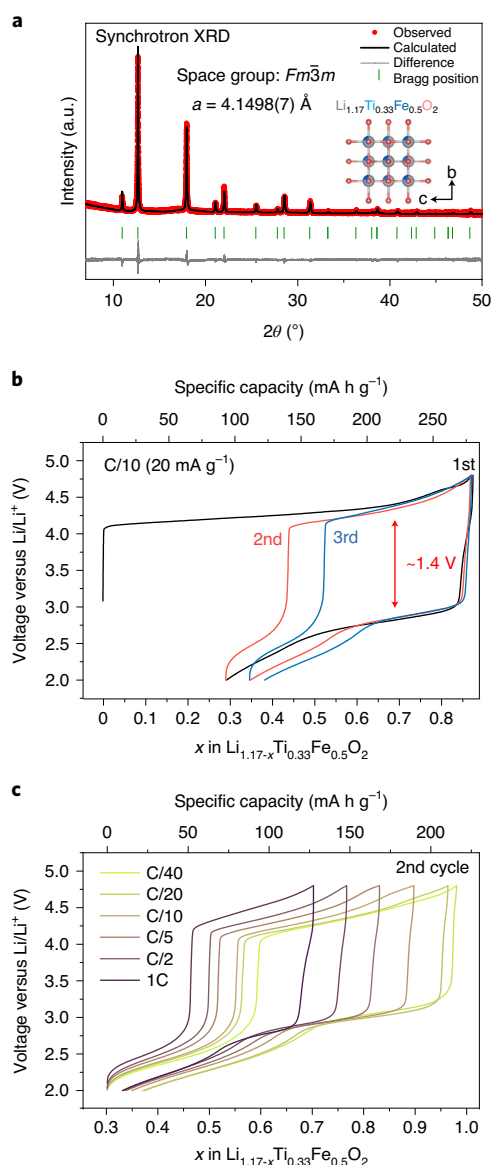 a
Synchrotron XRD
Observed
Calculated
Difference
Bragg position
Space group: Fm3̅m
a = 4.1498(7) Å
Li1.17Ti0.33Fe0.5O2
b
c
Intensity (a.u.)
10 20 30 40 50
2θ (°)
b
Specific capacity (mA h g–1)
0 50 100 150 200 250
C/10 (20 mA g–1)
1st
2nd
3rd
~1.4 V
Voltage versus Li/Li+ (V)
5.0
4.5
4.0
3.5
3.0
2.5
2.0
0 0.1 0.2 0.3 0.4 0.5 0.6 0.7 0.8
x in Li1.17-xTi0.33Fe0.5O2
c
Specific capacity (mA h g–1)
0 50 100 150 200
2nd cycle
C/40
C/20
C/10
C/5
C/2
1C
Voltage versus Li/Li+ (V)
5.0
4.5
4.0
3.5
3.0
2.5
2.0
0.3 0.4 0.5 0.6 0.7 0.8 0.9 1.0
x in Li1.17-xTi0.33Fe0.5O2